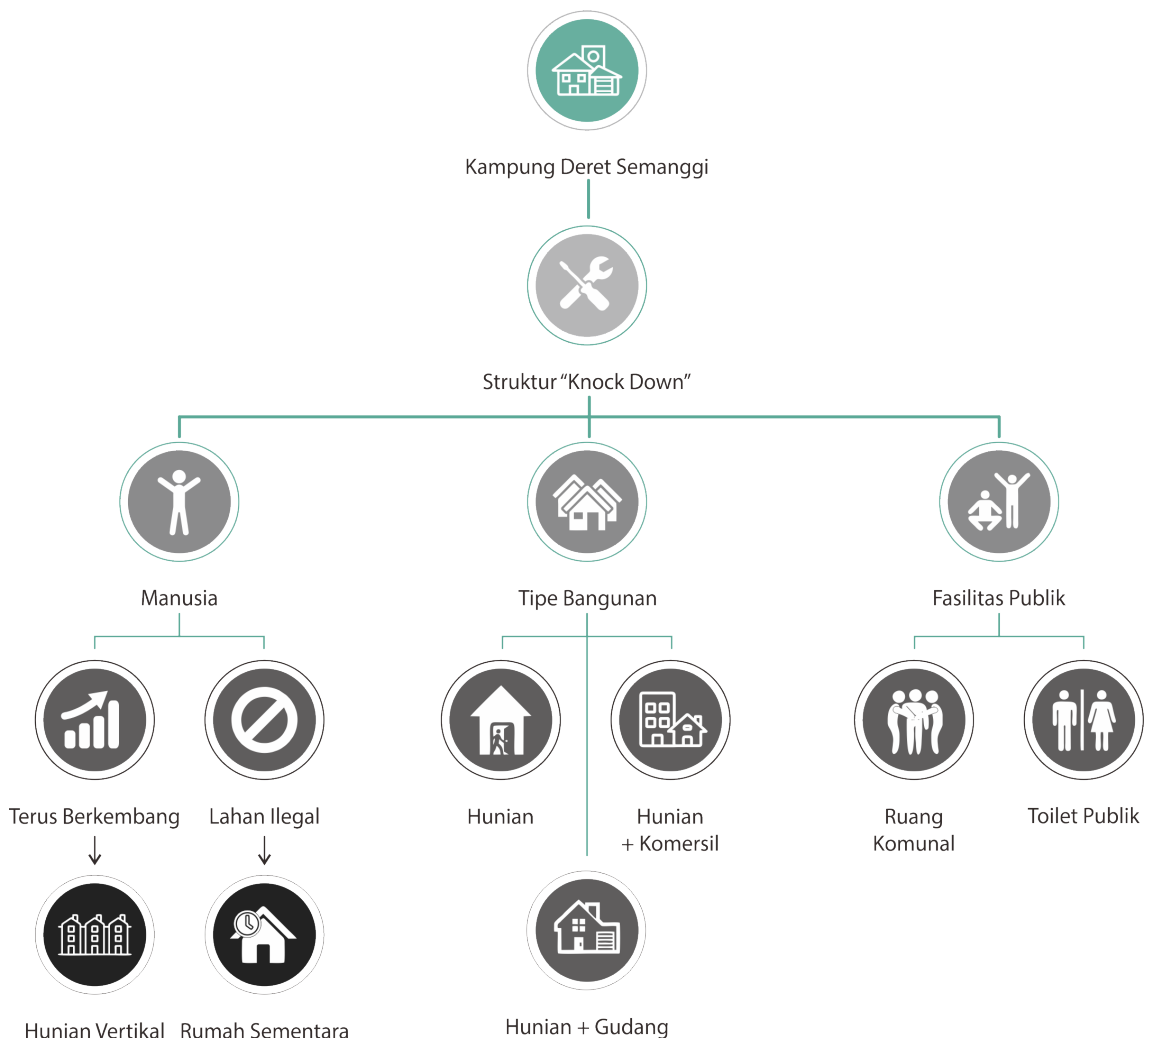 Kampung Deret Semanggi
Struktur “Knock Down”
Manusia
Tipe Bangunan
Fasilitas Publik
Terus Berkembang
Lahan Ilegal
Hunian
Hunian
+ Komersil
Ruang
Komunal
Toilet Publik
Hunian Vertikal
Rumah Sementara
Hunian + Gudang